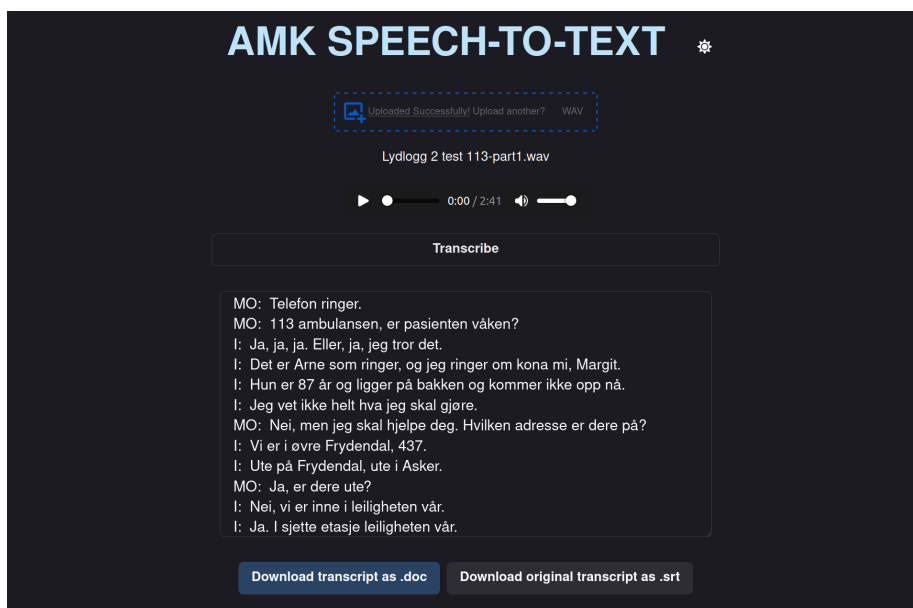 AMK SPEECH-TO-TEXT
Uploaded Successfully! Upload another? WAV
Lydlogg 2 test 113-part1.wav
0:00 / 2:41
Transcribe
MO: Telefon ringer.
MO: 113 ambulansen, er pasienten våken?
I: Ja, ja, ja. Eller, ja, jeg tror det.
I: Det er Arne som ringer, og jeg ringer om kona mi, Margit.
I: Hun er 87 år og ligger på bakken og kommer ikke opp nå.
I: Jeg vet ikke helt hva jeg skal gjøre.
MO: Nei, men jeg skal hjelpe deg. Hvilken adresse er dere på?
I: Vi er i øvre Frydendal, 437.
I: Ute på Frydendal, ute i Asker.
MO: Ja, er dere ute?
I: Nei, vi er inne i leiligheten vår.
I: Ja. I sjette etasje leiligheten vår.
Download transcript as .doc Download original transcript as .srt